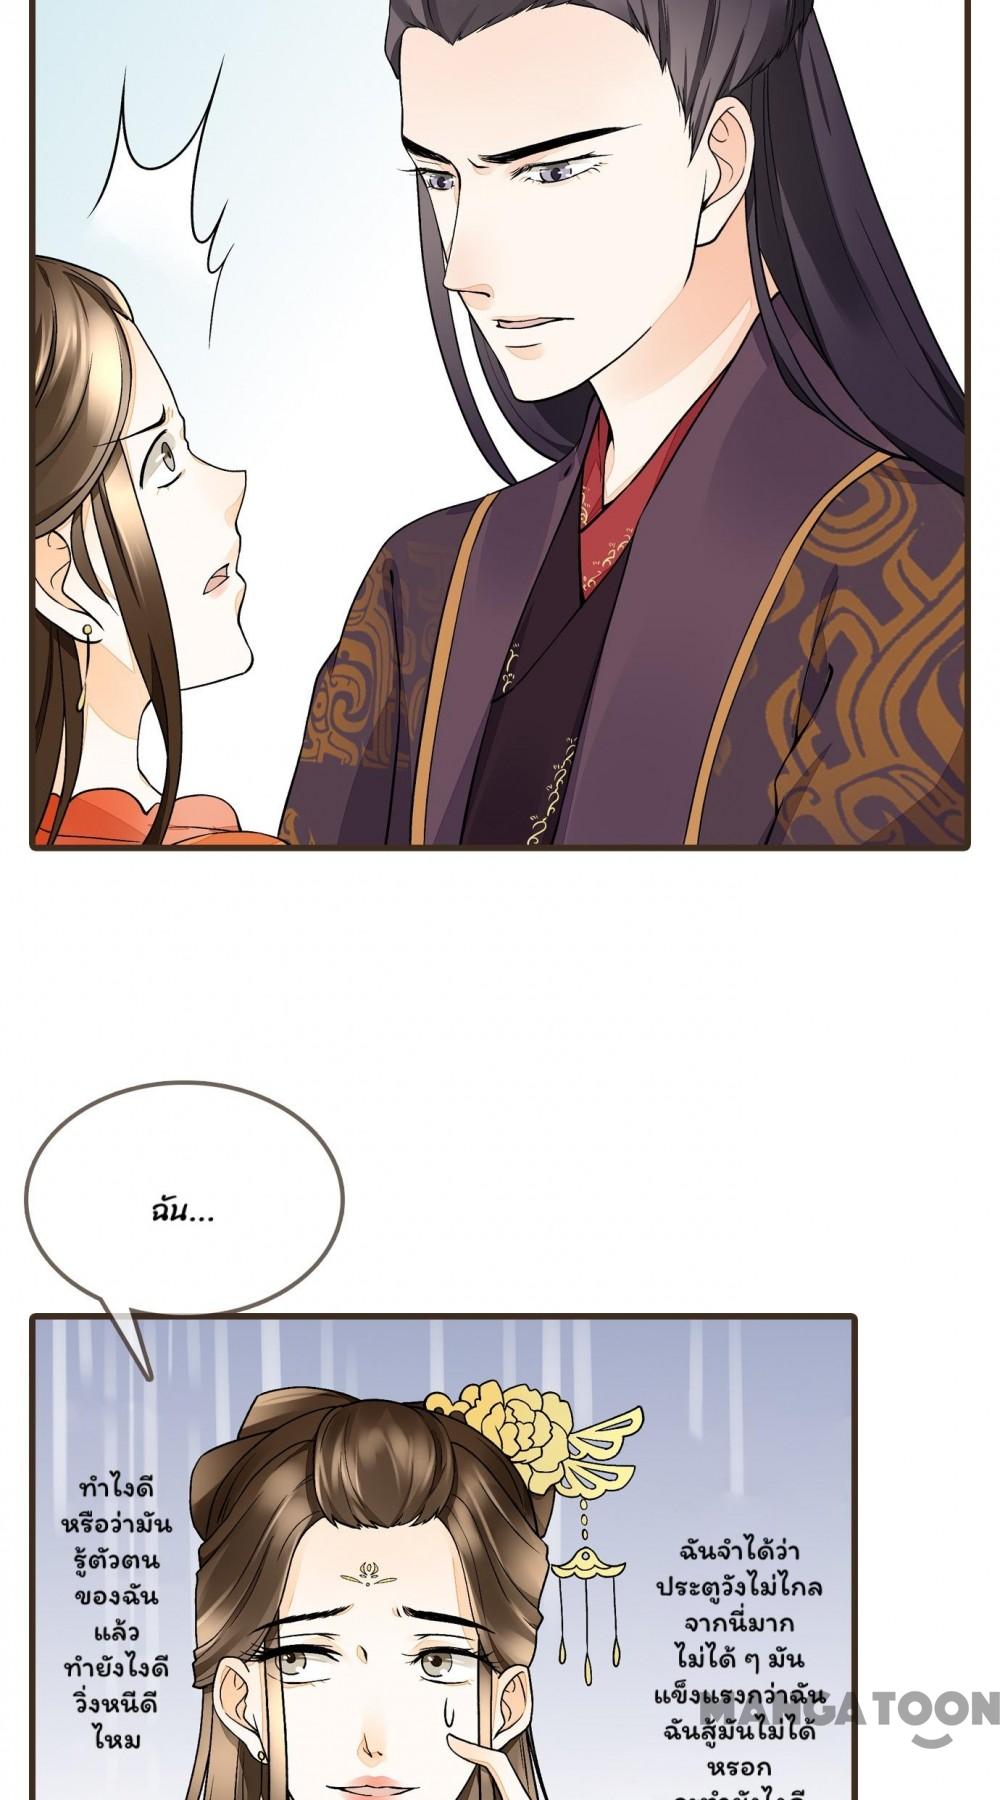 ฉัน...
ทำไงดี
หรือว่ามัน
รู้ตัวตน
ของฉัน
แล้ว
ทำยังไงดี
วิ่งหนีดี
ไหม
ฉันจำได้ว่า
ประตูวังไม่ไกล
จากนี่มาก
ไม่ได้ ๆ มัน
แข็งแรงกว่าฉัน
ฉันสู้มันไม่ได้
หรอก
MANGATOON